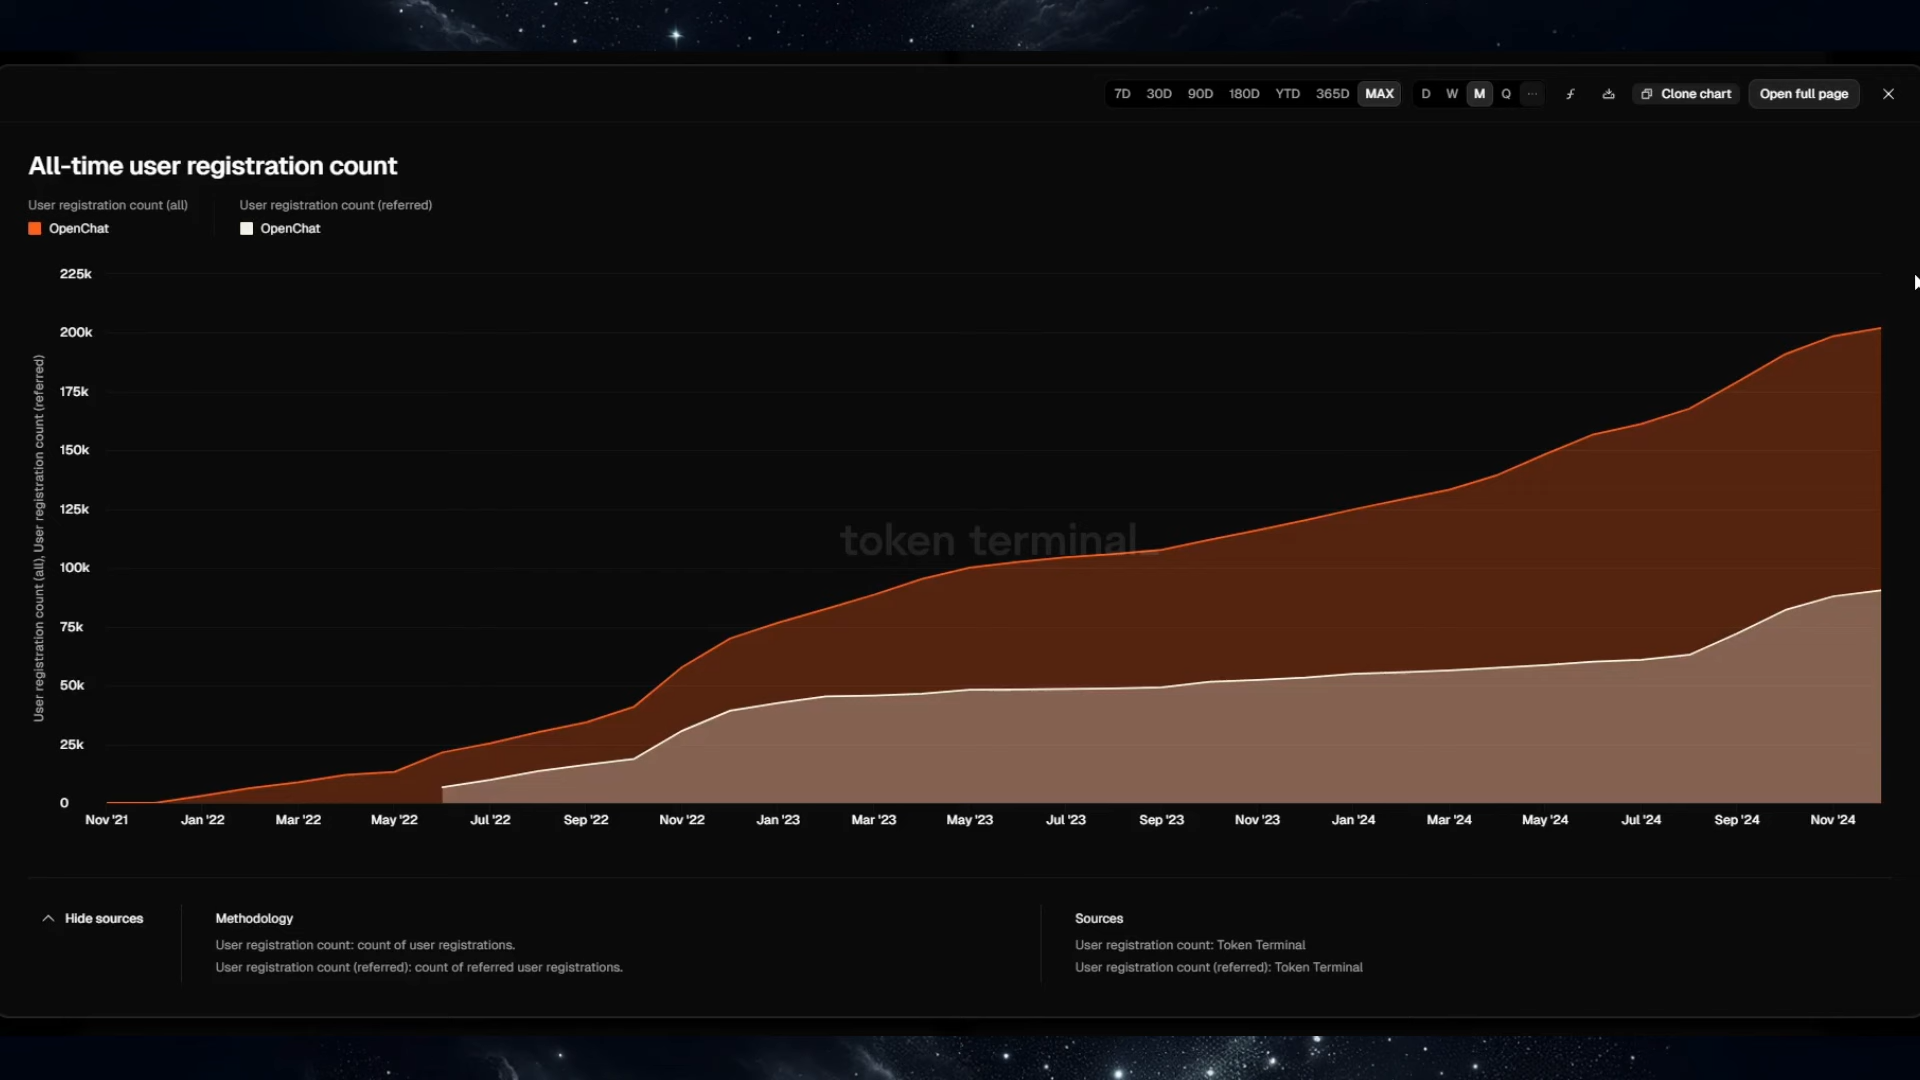 7D 30D 90D 180D YTD 365D MAX D W M Q ... Clone chart Open full page
All-time user registration count
User registration count (all) User registration count (referred)
OpenChat OpenChat
User registration count (all), User registration count (referred)
225k
200k
175k
150k
125k
100k
75k
50k
25k
0
token terminal_
Nov '21 Jan '22 Mar '22 May '22 Jul '22 Sep '22 Nov '22 Jan '23 Mar '23 May '23 Jul '23 Sep '23 Nov '23 Jan '24 Mar '24 May '24 Jul '24 Sep '24 Nov '24
Hide sources
Methodology
User registration count: count of user registrations.
User registration count (referred): count of referred user registrations.
Sources
User registration count: Token Terminal
User registration count (referred): Token Terminal